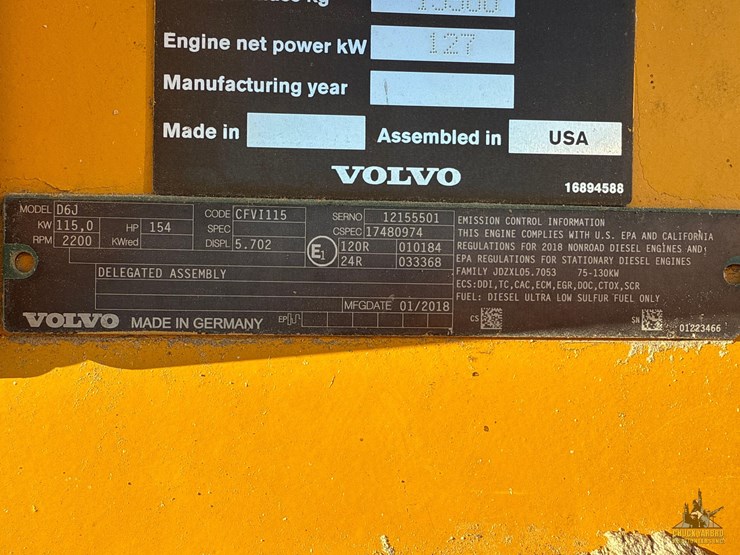 kg 13300
Engine net power kW 127
Manufacturing year
Made in Assembled in USA
VOLVO
16894588
MODEL D6J CODE CFVI115 SERNO 12155501
KW 115,0 HP 154 SPEC CSPEC 17480974
RPM 2200 KWred DISPL 5.702 E1 120R 010184
24R 033368
DELEGATED ASSEMBLY
MFGDATE 01/2018
VOLVO MADE IN GERMANY EP
EMISSION CONTROL INFORMATION
THIS ENGINE COMPLIES WITH U.S. EPA AND CALIFORNIA
REGULATIONS FOR 2018 NONROAD DIESEL ENGINES AND
EPA REGULATIONS FOR STATIONARY DIESEL ENGINES
FAMILY JDZXL05.7053 75-130KW
ECS:DDI,TC,CAC,ECM,EGR,DOC,CTOX,SCR
FUEL: DIESEL ULTRA LOW SULFUR FUEL ONLY
CS SN 01223466